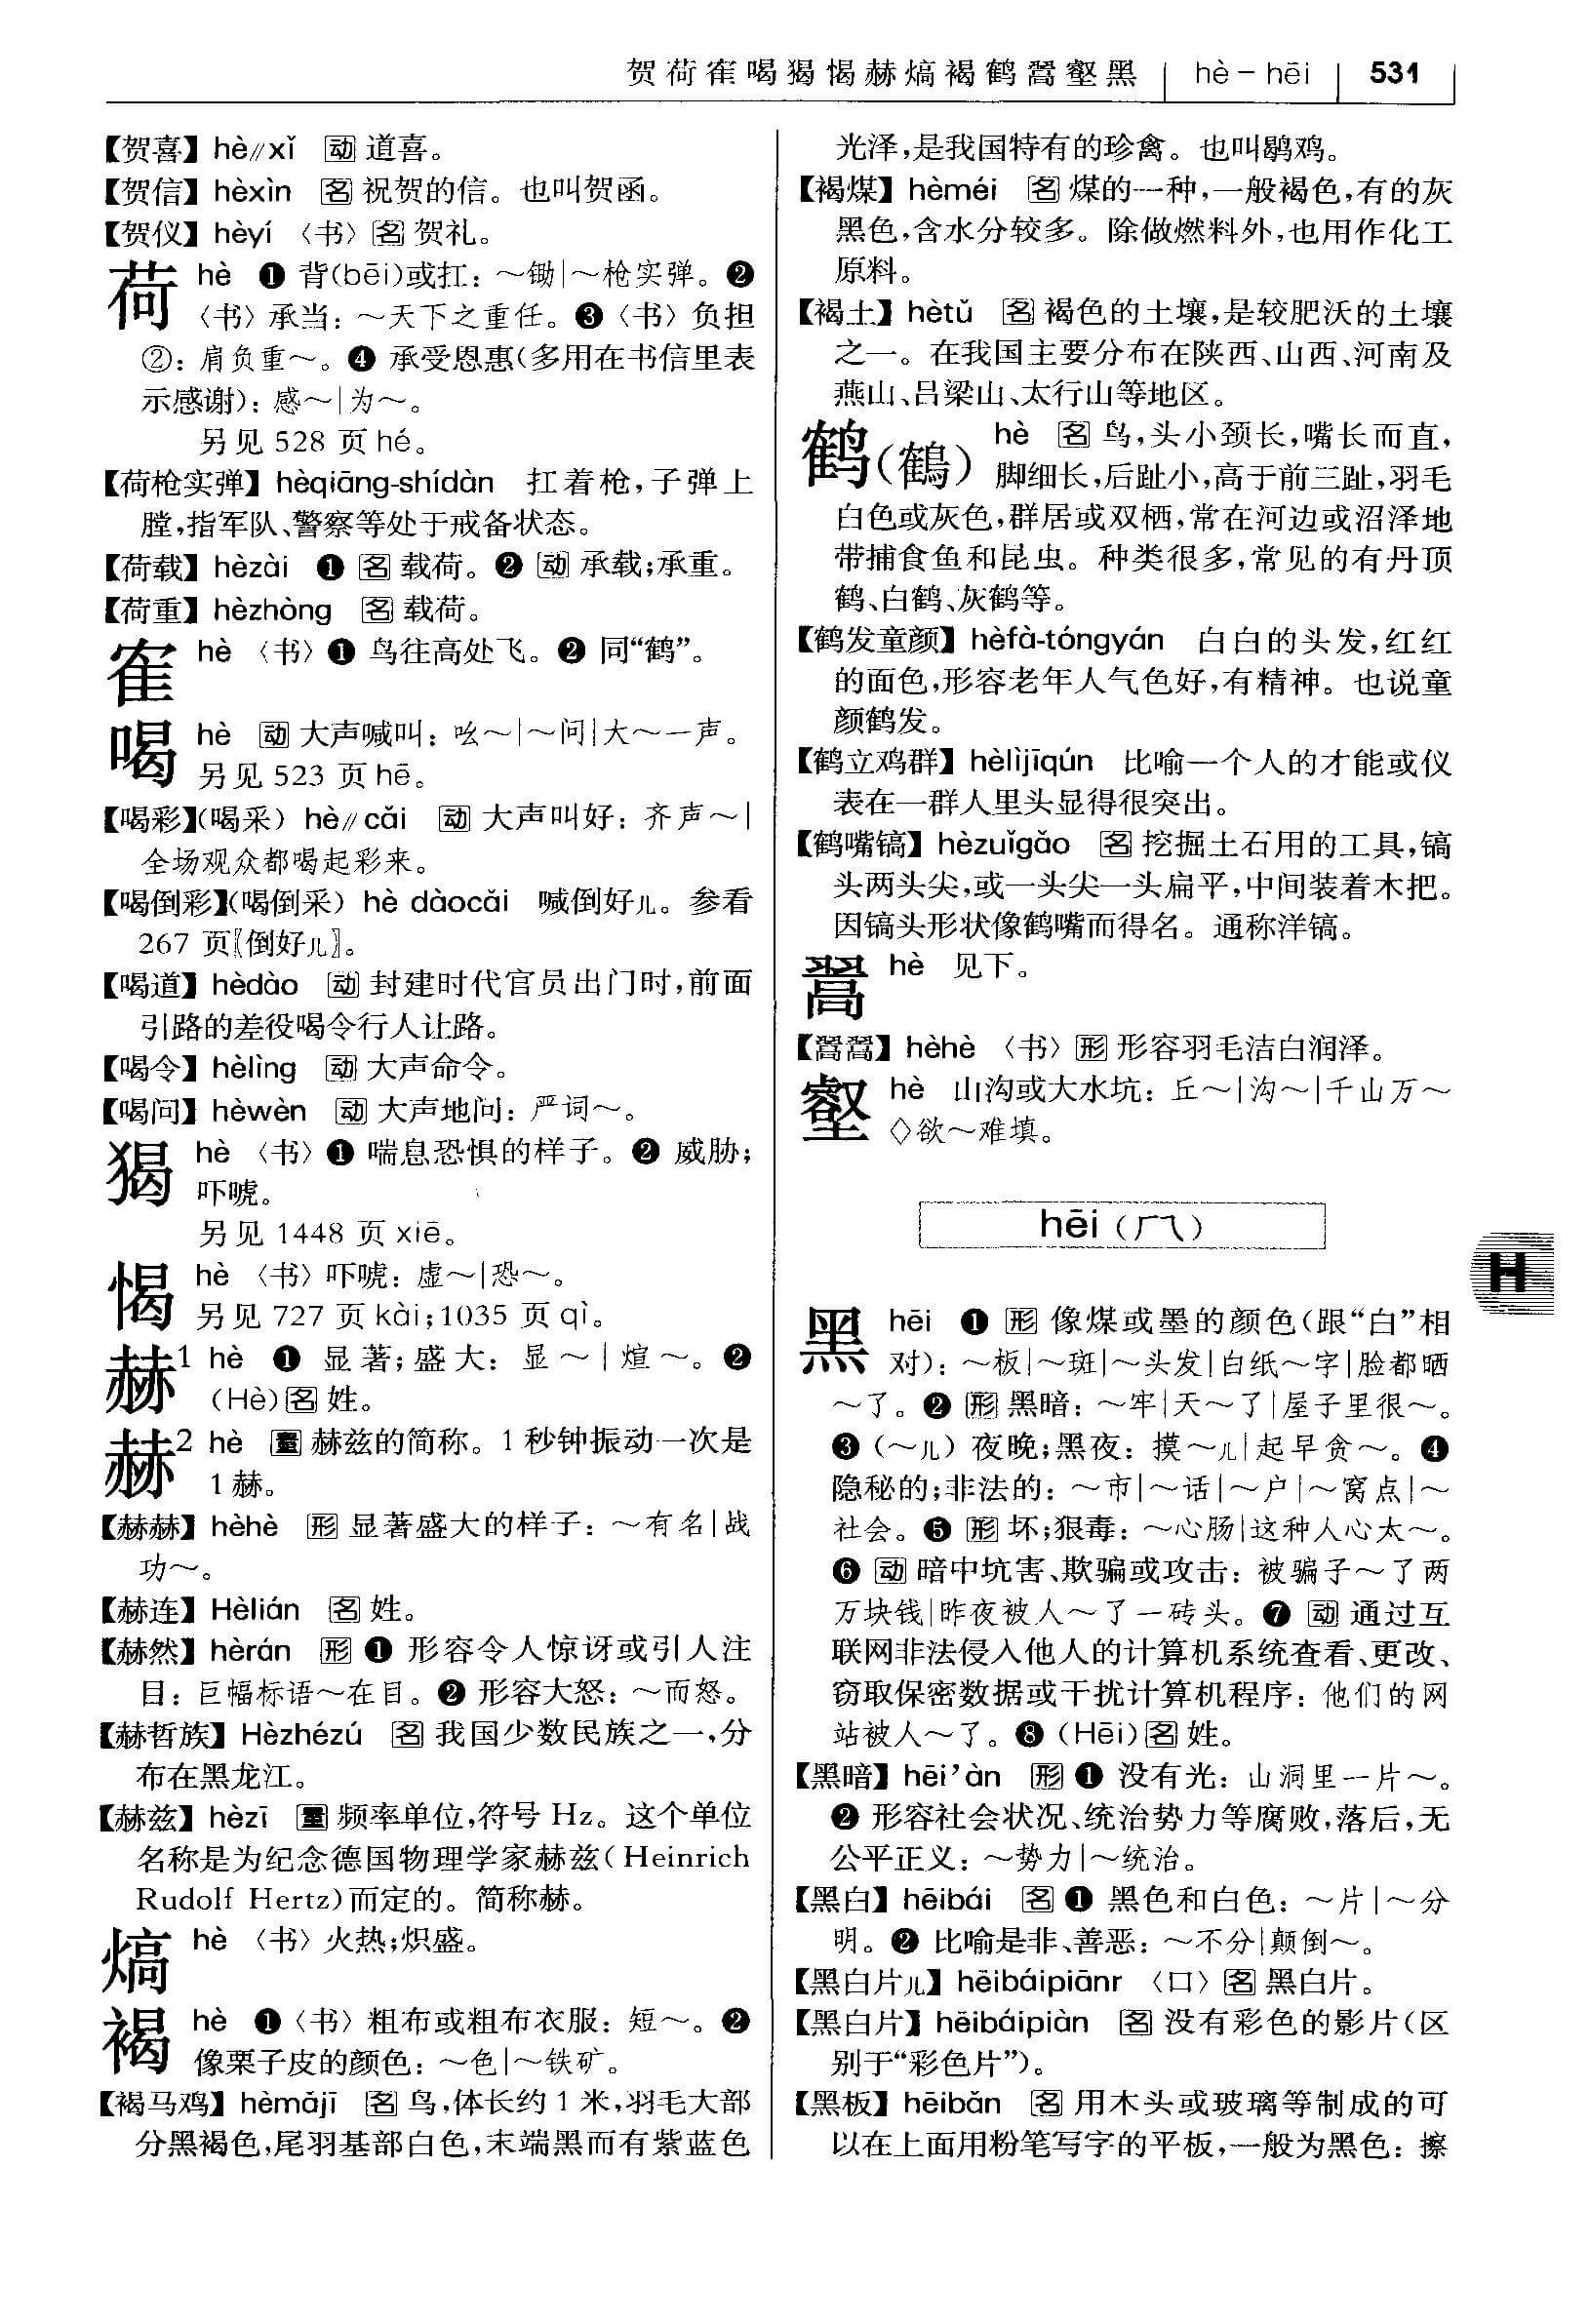 贺荷隺喝猲愒赫熇褐鹤翯壑黑 hè－hēi 531
【贺喜】hè∥xǐ 动 道喜。
【贺信】hèxìn 名 祝贺的信。也叫贺函。
【贺仪】hèyí〈书〉名 贺礼。
荷 hè ❶ 背(bēi)或扛：～锄|～枪实弹。❷
〈书〉承当：～天下之重任。❸〈书〉负担
②：肩负重～。❹ 承受恩惠(多用在书信里表
示感谢)：感～|为～。
另见 528 页 hé。
【荷枪实弹】hèqiāng-shídàn 扛着枪,子弹上
膛,指军队、警察等处于戒备状态。
【荷载】hèzài ❶ 名 载荷。❷ 动 承载;承重。
【荷重】hèzhòng 名 载荷。
隺 hè〈书〉❶ 鸟往高处飞。❷ 同“鹤”。
喝 hè 动 大声喊叫：吆～|～问|大～一声。
另见 523 页 hē。
【喝彩】(喝采) hè∥cǎi 动 大声叫好：齐声～|
全场观众都喝起彩来。
【喝倒彩】(喝倒采) hè dàocǎi 喊倒好儿。参看
267 页〖倒好儿〗。
【喝道】hèdào 动 封建时代官员出门时,前面
引路的差役喝令行人让路。
【喝令】hèlìng 动 大声命令。
【喝问】hèwèn 动 大声地问：严词～。
猲 hè〈书〉❶ 喘息恐惧的样子。❷ 威胁;
吓唬。
另见 1448 页 xiē。
愒 hè〈书〉吓唬：虚～|恐～。
另见 727 页 kài;1035 页 qì。
赫1 hè ❶ 显著;盛大：显～|煊～。❷
(Hè)名 姓。
赫2 hè 量 赫兹的简称。1 秒钟振动一次是
1 赫。
【赫赫】hèhè 形 显著盛大的样子：～有名|战
功～。
【赫连】Hèlián 名 姓。
【赫然】hèrán 形 ❶ 形容令人惊讶或引人注
目：巨幅标语～在目。❷ 形容大怒：～而怒。
【赫哲族】Hèzhézú 名 我国少数民族之一,分
布在黑龙江。
【赫兹】hèzī 量 频率单位,符号 Hz。这个单位
名称是为纪念德国物理学家赫兹(Heinrich
Rudolf Hertz)而定的。简称赫。
熇 hè〈书〉火热;炽盛。
褐 hè ❶〈书〉粗布或粗布衣服：短～。❷
像栗子皮的颜色：～色|～铁矿。
【褐马鸡】hèmǎjī 名 鸟,体长约 1 米,羽毛大部
分黑褐色,尾羽基部白色,末端黑而有紫蓝色
光泽,是我国特有的珍禽。也叫鹖鸡。
【褐煤】hèméi 名 煤的一种,一般褐色,有的灰
黑色,含水分较多。除做燃料外,也用作化工
原料。
【褐土】hètǔ 名 褐色的土壤,是较肥沃的土壤
之一。在我国主要分布在陕西、山西、河南及
燕山、吕梁山、太行山等地区。
鹤(鶴) hè 名 鸟,头小颈长,嘴长而直,
脚细长,后趾小,高于前三趾,羽毛
白色或灰色,群居或双栖,常在河边或沼泽地
带捕食鱼和昆虫。种类很多,常见的有丹顶
鹤、白鹤、灰鹤等。
【鹤发童颜】hèfà-tóngyán 白白的头发,红红
的面色,形容老年人气色好,有精神。也说童
颜鹤发。
【鹤立鸡群】hèlìjīqún 比喻一个人的才能或仪
表在一群人里头显得很突出。
【鹤嘴镐】hèzuǐgǎo 名 挖掘土石用的工具,镐
头两头尖,或一头尖一头扁平,中间装着木把。
因镐头形状像鹤嘴而得名。通称洋镐。
翯 hè 见下。
【翯翯】hèhè〈书〉形 形容羽毛洁白润泽。
壑 hè 山沟或大水坑：丘～|沟～|千山万～
◇欲～难填。
hēi (ㄏㄟ)
H
黑 hēi ❶ 形 像煤或墨的颜色(跟“白”相
对)：～板|～斑|～头发|白纸～字|脸都晒
～了。❷ 形 黑暗：～牢|天～了|屋子里很～。
❸ (～儿) 夜晚;黑夜：摸～儿|起早贪～。❹
隐秘的;非法的：～市|～话|～户|～窝点|～
社会。❺ 形 坏;狠毒：～心肠|这种人心太～。
❻ 动 暗中坑害、欺骗或攻击：被骗子～了两
万块钱|昨夜被人～了一砖头。❼ 动 通过互
联网非法侵入他人的计算机系统查看、更改、
窃取保密数据或干扰计算机程序：他们的网
站被人～了。❽ (Hēi)名 姓。
【黑暗】hēi’àn 形 ❶ 没有光：山洞里一片～。
❷ 形容社会状况、统治势力等腐败,落后,无
公平正义：～势力|～统治。
【黑白】hēibái 名 ❶ 黑色和白色：～片|～分
明。❷ 比喻是非、善恶：～不分|颠倒～。
【黑白片儿】hēibáipiānr〈口〉名 黑白片。
【黑白片】hēibáipiàn 名 没有彩色的影片(区
别于“彩色片”)。
【黑板】hēibǎn 名 用木头或玻璃等制成的可
以在上面用粉笔写字的平板,一般为黑色：擦